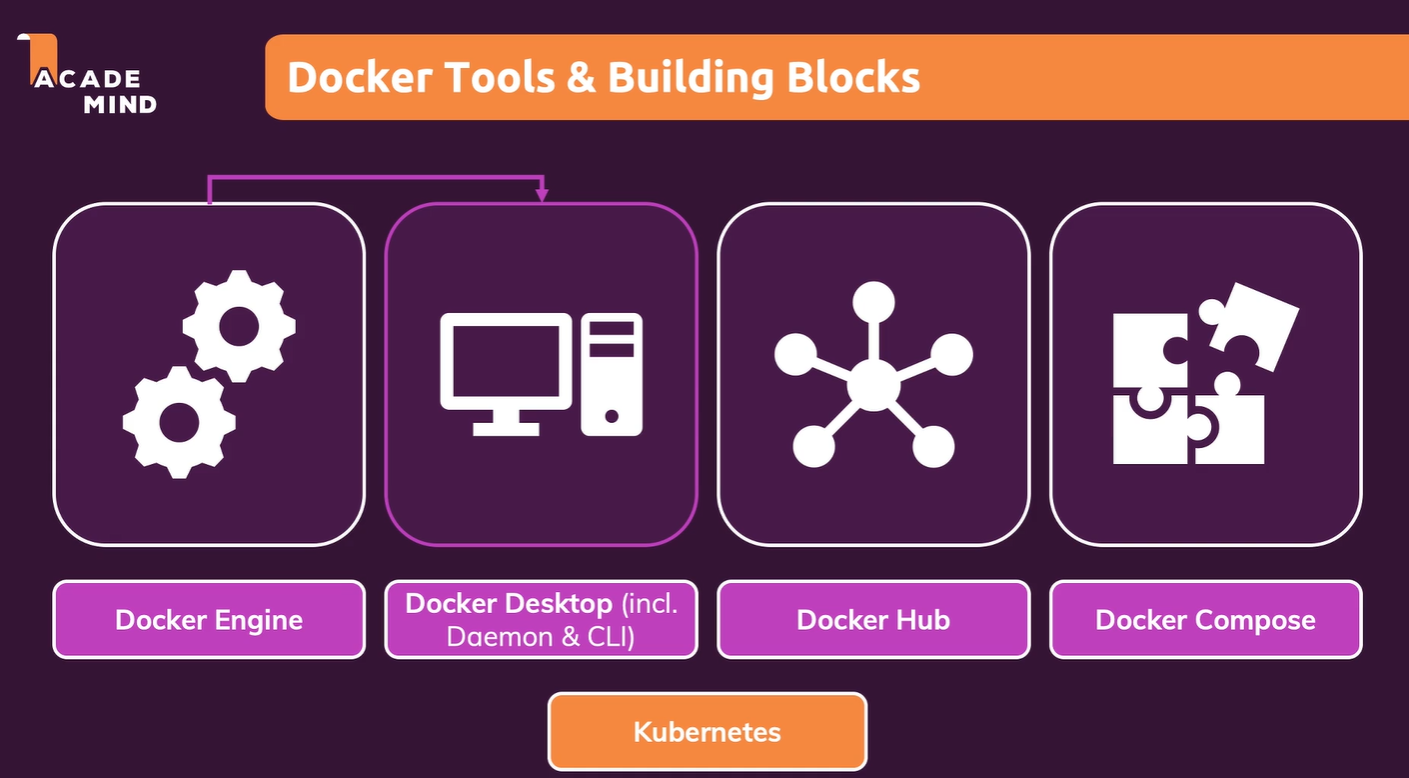 ACADE
MIND
Docker Tools & Building Blocks
Docker Engine
Docker Desktop (incl.
Daemon & CLI)
Docker Hub
Docker Compose
Kubernetes